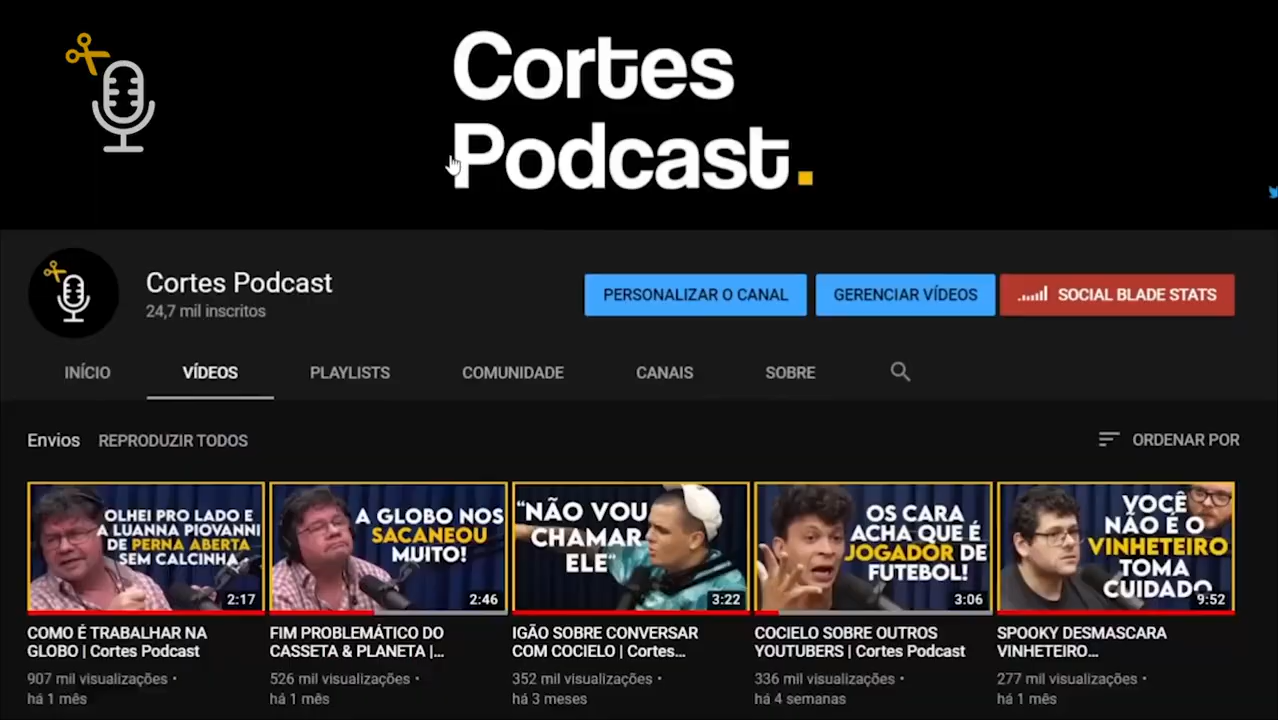 Cortes
Podcast.
Cortes Podcast
24,7 mil inscritos
PERSONALIZAR O CANAL
GERENCIAR VÍDEOS
SOCIAL BLADE STATS
INÍCIO
VÍDEOS
PLAYLISTS
COMUNIDADE
CANAIS
SOBRE
Envios
REPRODUZIR TODOS
ORDENAR POR
OLHEI PRO LADO E
A LUANNA PIOVANNI
DE PERNA ABERTA
SEM CALCINHA
2:17
COMO É TRABALHAR NA
GLOBO | Cortes Podcast
907 mil visualizações •
há 1 mês
A GLOBO NOS
SACANEOU
MUITO!
2:46
FIM PROBLEMÁTICO DO
CASSETA & PLANETA |...
526 mil visualizações •
há 1 mês
“NÃO VOU
CHAMAR
ELE“
3:22
IGÃO SOBRE CONVERSAR
COM COCIELO | Cortes...
352 mil visualizações •
há 3 meses
OS CARA
ACHA QUE É
JOGADOR DE
FUTEBOL!
3:06
COCIELO SOBRE OUTROS
YOUTUBERS | Cortes Podcast
336 mil visualizações •
há 4 semanas
VOCÊ
NÃO É O
VINHETEIRO
TOMA
CUIDADO
9:52
SPOOKY DESMASCARA
VINHETEIRO...
277 mil visualizações •
há 1 mês